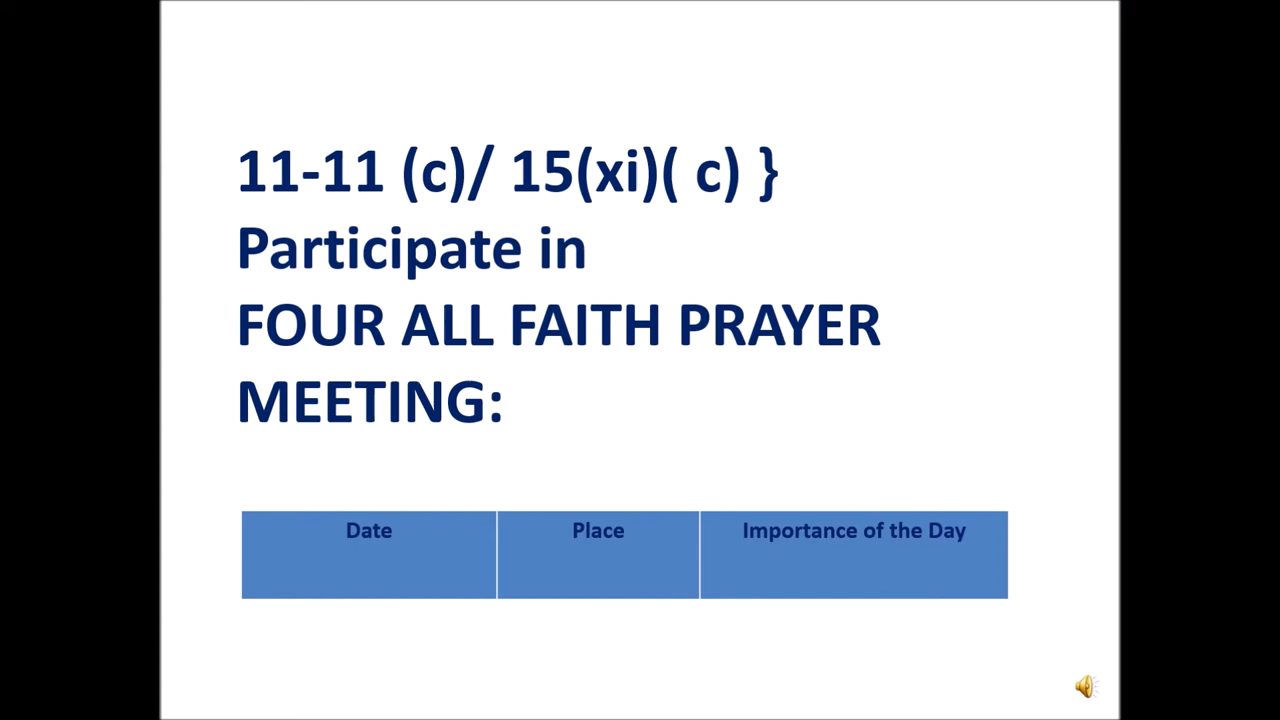 11-11 (c)/ 15(xi)( c) }
Participate in
FOUR ALL FAITH PRAYER
MEETING:
Date Place Importance of the Day